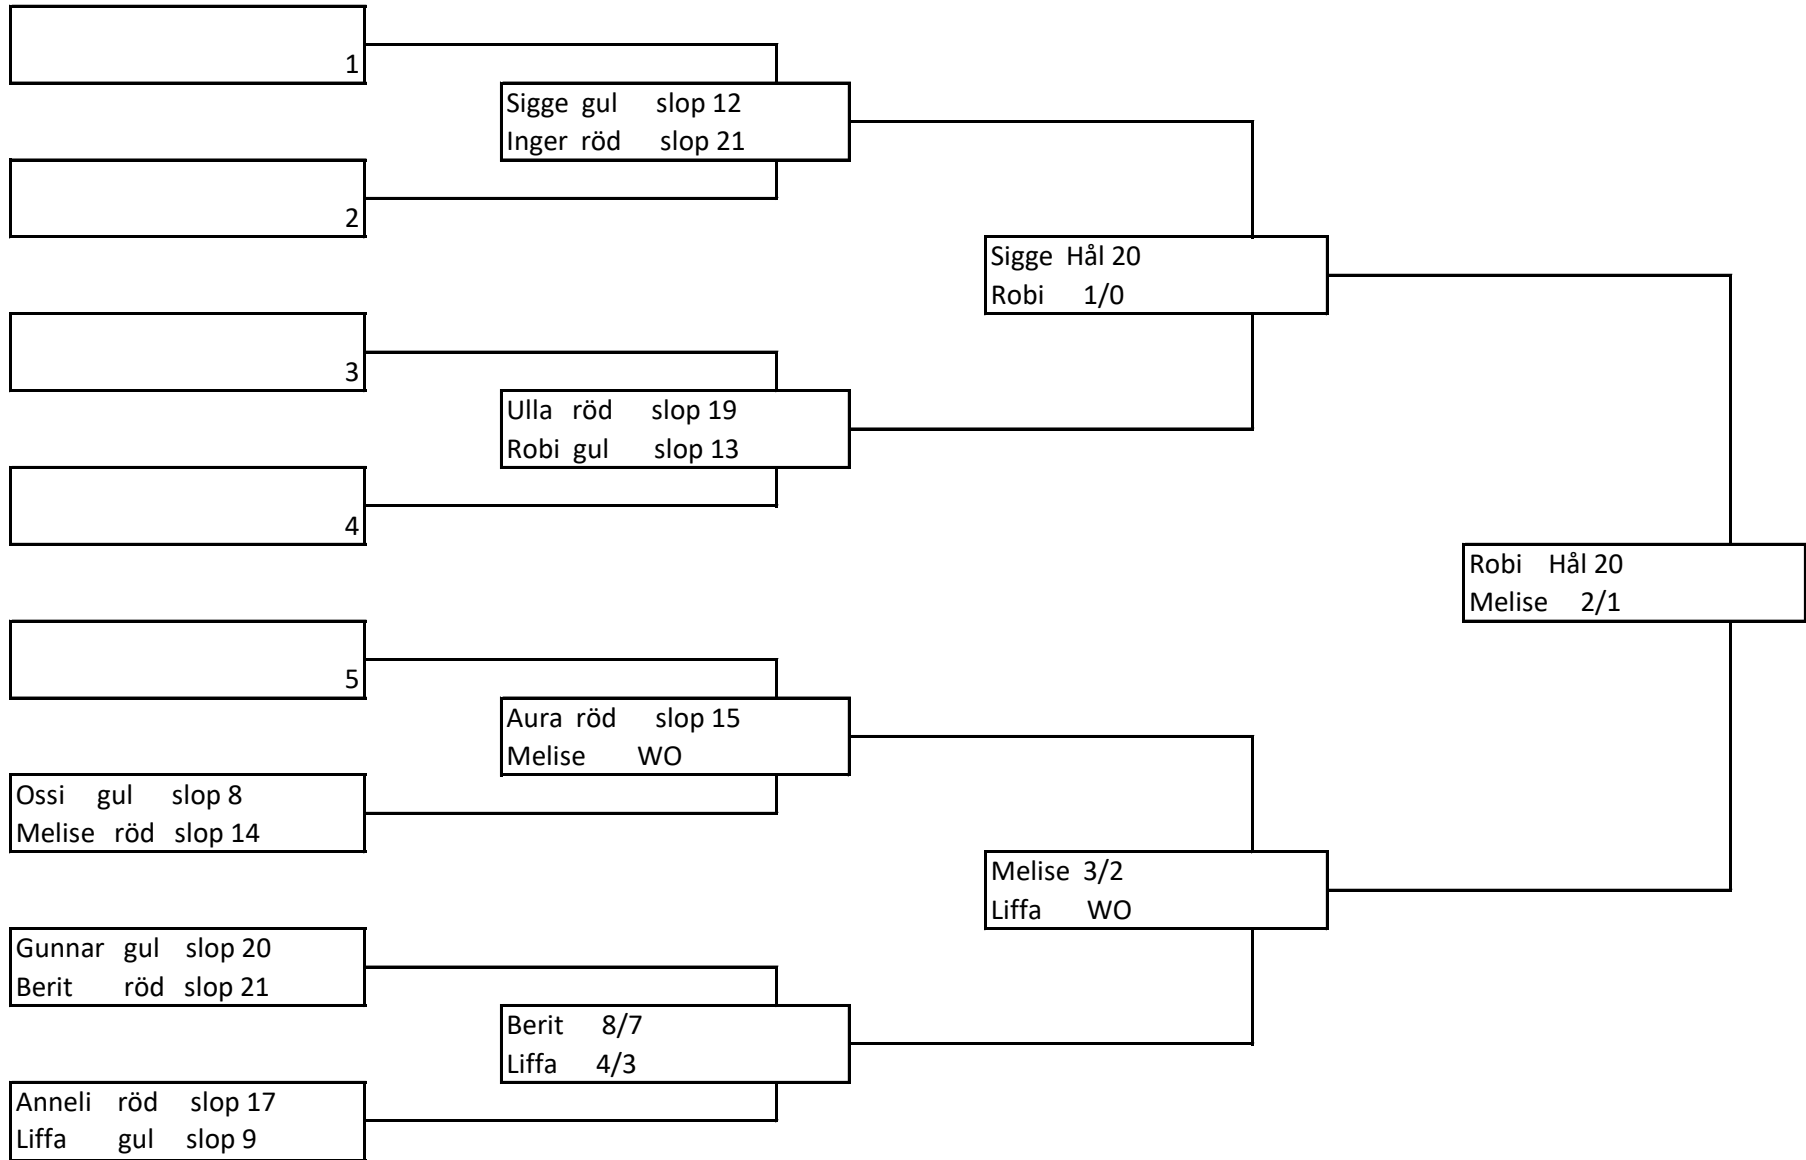 1
Sigge gul slop 12
Inger röd slop 21
2
Sigge Hål 20
Robi 1/0
3
Ulla röd slop 19
Robi gul slop 13
4
Robi Hål 20
Melise 2/1
5
Aura röd slop 15
Melise WO
Ossi gul slop 8
Melise röd slop 14
Melise 3/2
Liffa WO
Gunnar gul slop 20
Berit röd slop 21
Berit 8/7
Liffa 4/3
Anneli röd slop 17
Liffa gul slop 9